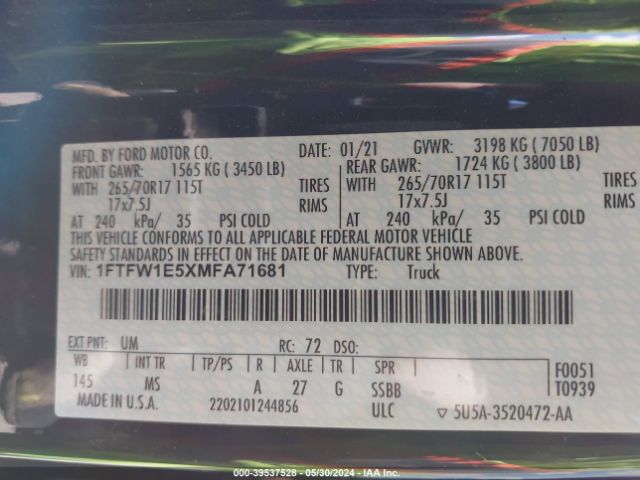 MFD. BY FORD MOTOR CO. DATE: 01/21 GVWR: 3198 KG ( 7050 LB)
FRONT GAWR: 1565 KG ( 3450 LB) REAR GAWR: 1724 KG ( 3800 LB)
WITH 265/70R17 115T TIRES WITH 265/70R17 115T TIRES
17x7.5J RIMS 17x7.5J RIMS
AT 240 kPa/ 35 PSI COLD AT 240 kPa/ 35 PSI COLD
THIS VEHICLE CONFORMS TO ALL APPLICABLE FEDERAL MOTOR VEHICLE
SAFETY STANDARDS IN EFFECT ON THE DATE OF MANUFACTURE SHOWN ABOVE.
VIN: 1FTFW1E5XMFA71681 TYPE: Truck
EXT PNT: UM RC: 72 DSO:
WB INT TR TP/PS R AXLE TR SPR F0051
145 MS A 27 G SSBB T0939
MADE IN U.S.A. 2202101244856 ULC ▽ 5U5A-3520472-AA
000-39537528 - 05/30/2024 - IAA Inc.